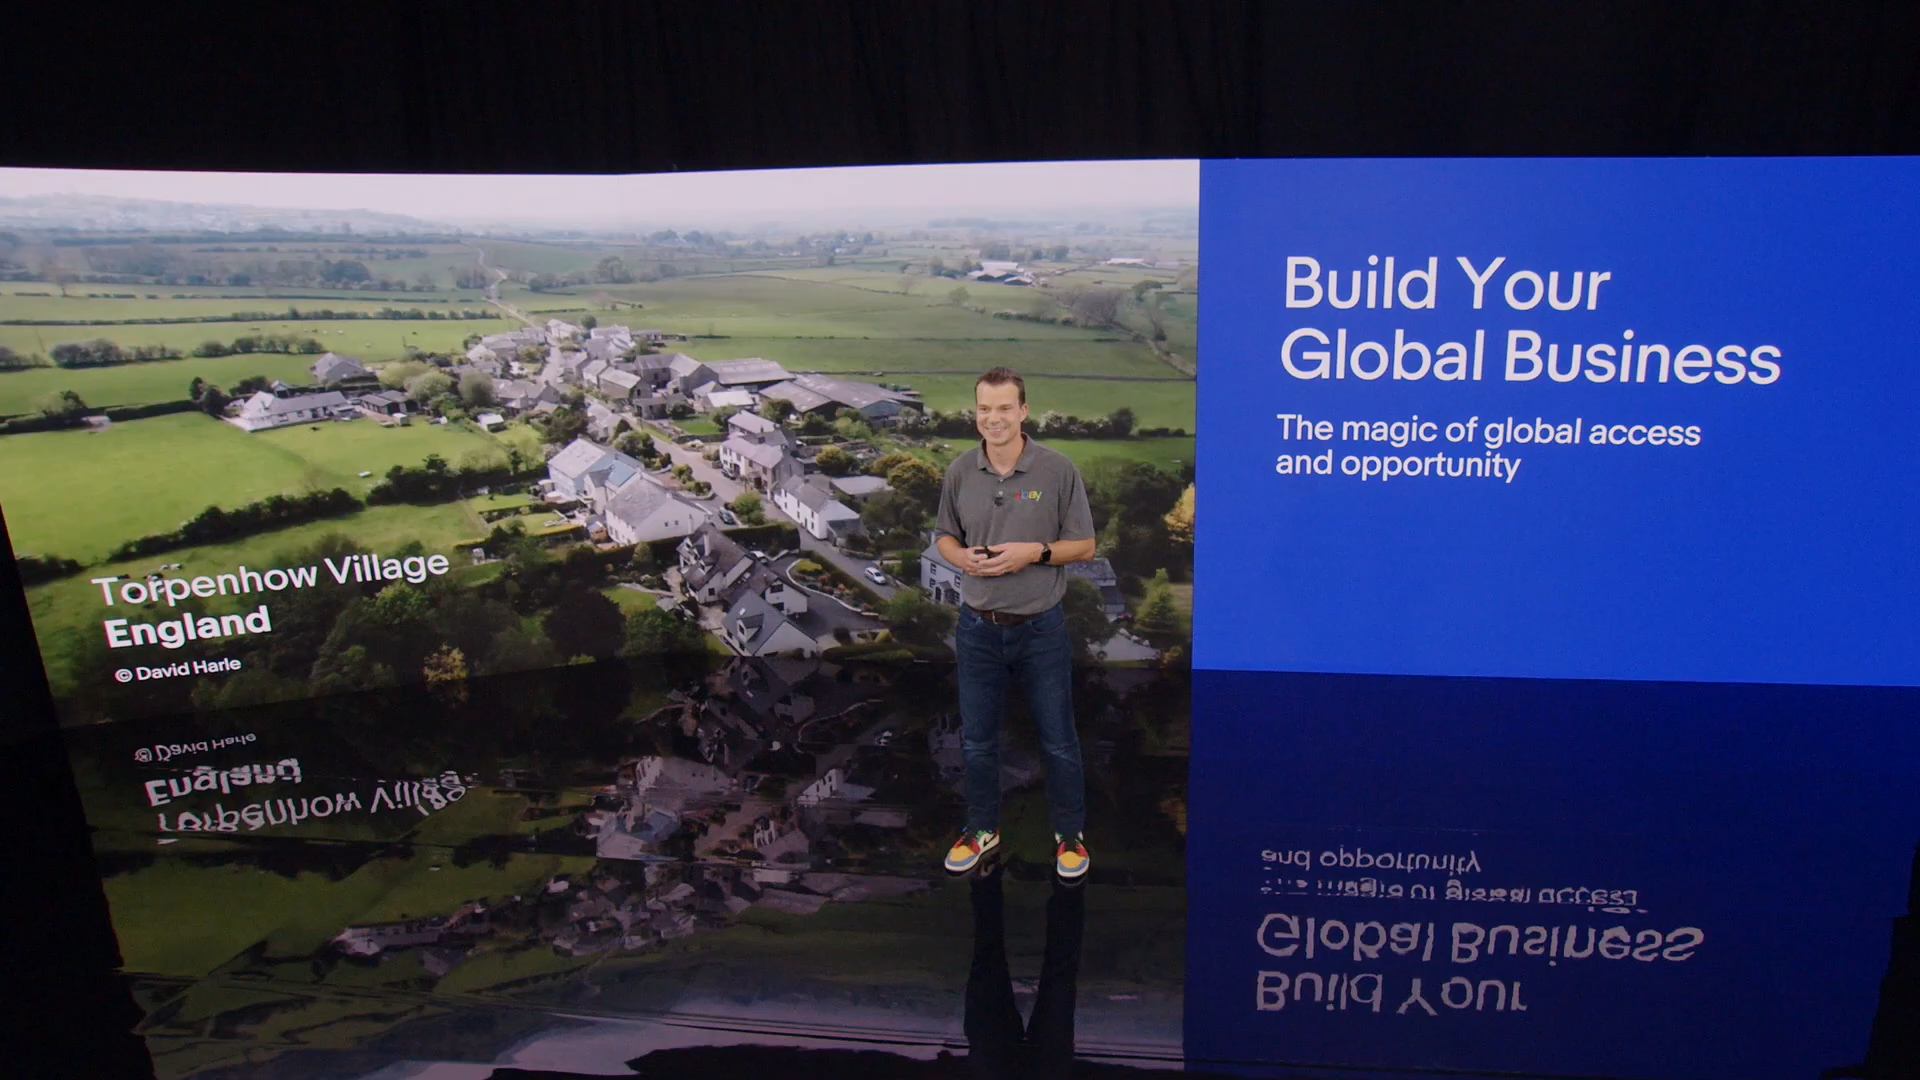 Build Your
Global Business
The magic of global access
and opportunity
Torpenhow Village
England
© David Harle
ebay